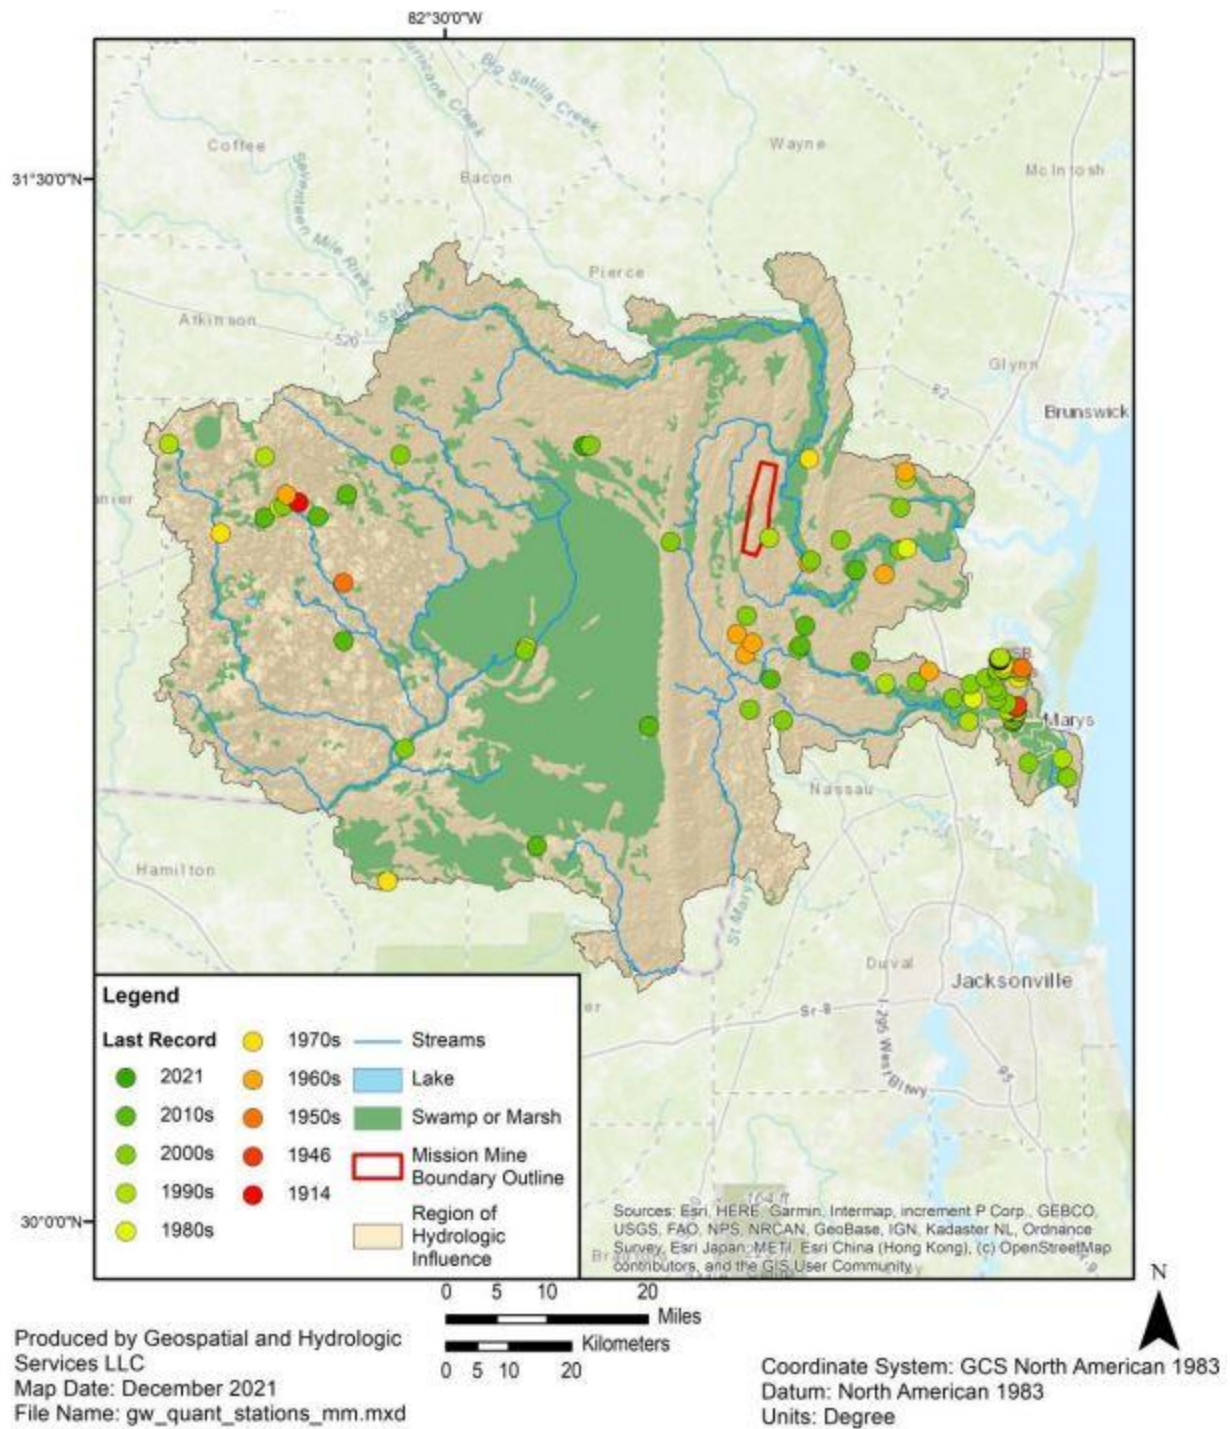 82°30'0"W
Hurricane Creek
Big Satilla Creek
Coffee
Wayne
McIntosh
31°30'0"N
Bacon
Seventeen Mile River
Pierce
Atkinson
520
Glynn
82
Brunswick
Marys
Nassau
Hamilton
St Marys
Duval
Jacksonville
Sr-8
I-295 West Blwy
95
164 ft
30°0'0"N
Legend
Last Record
2021
2010s
2000s
1990s
1980s
1970s
1960s
1950s
1946
1914
Streams
Lake
Swamp or Marsh
Mission Mine
Boundary Outline
Region of
Hydrologic
Influence
Sources: Esri, HERE, Garmin, Intermap, increment P Corp., GEBCO,
USGS, FAO, NPS, NRCAN, GeoBase, IGN, Kadaster NL, Ordnance
Survey, Esri Japan, METI, Esri China (Hong Kong), (c) OpenStreetMap
contributors, and the GIS User Community
0 5 10 20
Miles
Kilometers
0 5 10 20
N
Produced by Geospatial and Hydrologic
Services LLC
Map Date: December 2021
File Name: gw_quant_stations_mm.mxd
Coordinate System: GCS North American 1983
Datum: North American 1983
Units: Degree